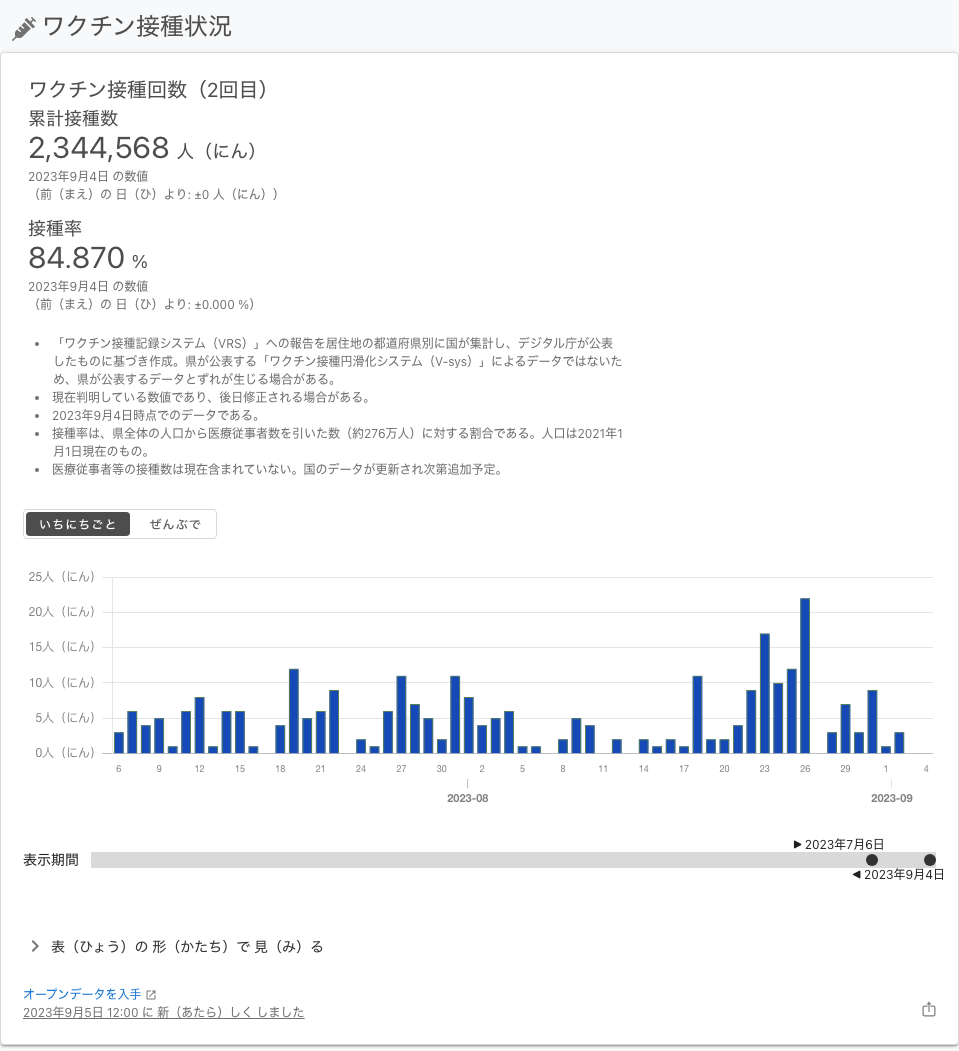 ワクチン接種状況
ワクチン接種回数（2回目）
累計接種数
2,344,568 人（にん）
2023年9月4日 の数値
（前（まえ）の 日（ひ）より: ±0 人（にん））
接種率
84.870 %
2023年9月4日 の数値
（前（まえ）の 日（ひ）より: ±0.000 %）
• 「ワクチン接種記録システム（VRS）」への報告を居住地の都道府県別に国が集計し、デジタル庁が公表
したものに基づき作成。県が公表する「ワクチン接種円滑化システム（V-sys）」によるデータではないた
め、県が公表するデータとずれが生じる場合がある。
• 現在判明している数値であり、後日修正される場合がある。
• 2023年9月4日時点でのデータである。
• 接種率は、県全体の人口から医療従事者数を引いた数（約276万人）に対する割合である。人口は2021年1
月1日現在のもの。
• 医療従事者等の接種数は現在含まれていない。国のデータが更新され次第追加予定。
いちにちごと ぜんぶで
25人（にん）
20人（にん）
15人（にん）
10人（にん）
5人（にん）
0人（にん）
6 9 12 15 18 21 24 27 30 2 5 8 11 14 17 20 23 26 29 1 4
2023-08 2023-09
▶ 2023年7月6日
表示期間
◀ 2023年9月4日
表（ひょう）の 形（かたち）で 見（み）る
オープンデータを入手
2023年9月5日 12:00 に 新（あたら）しく しました